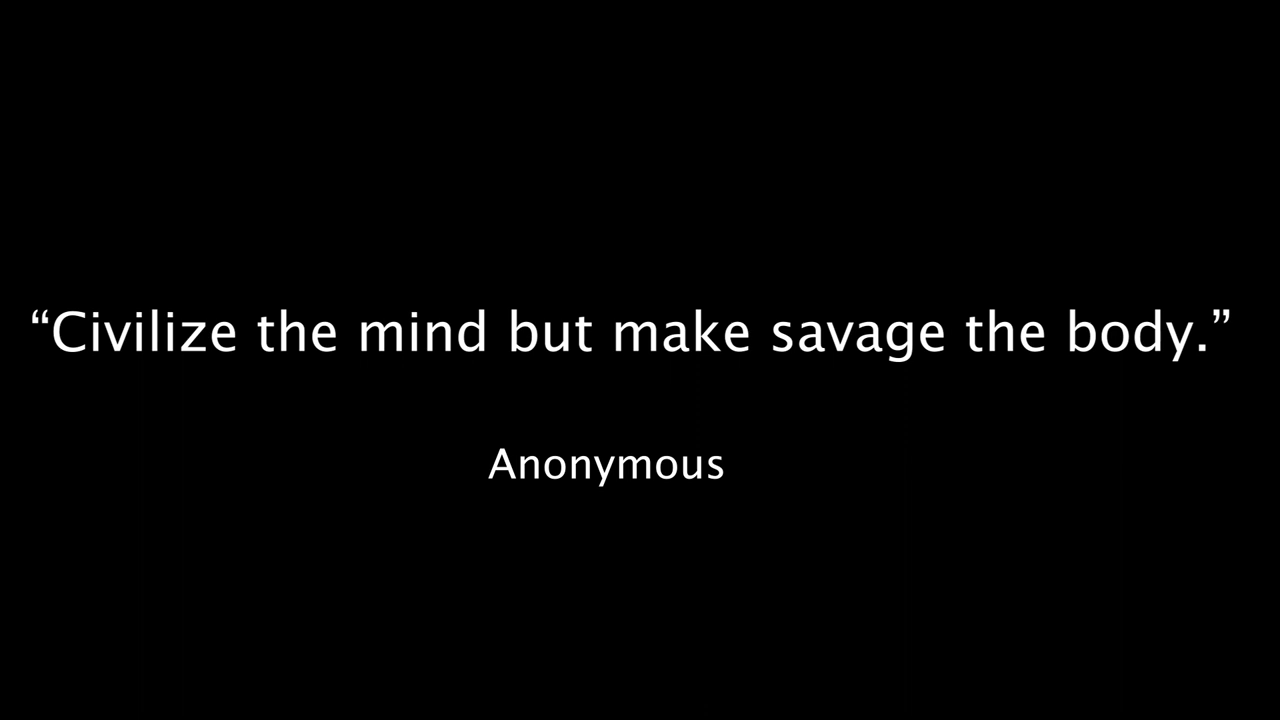 “Civilize the mind but make savage the body.”
Anonymous